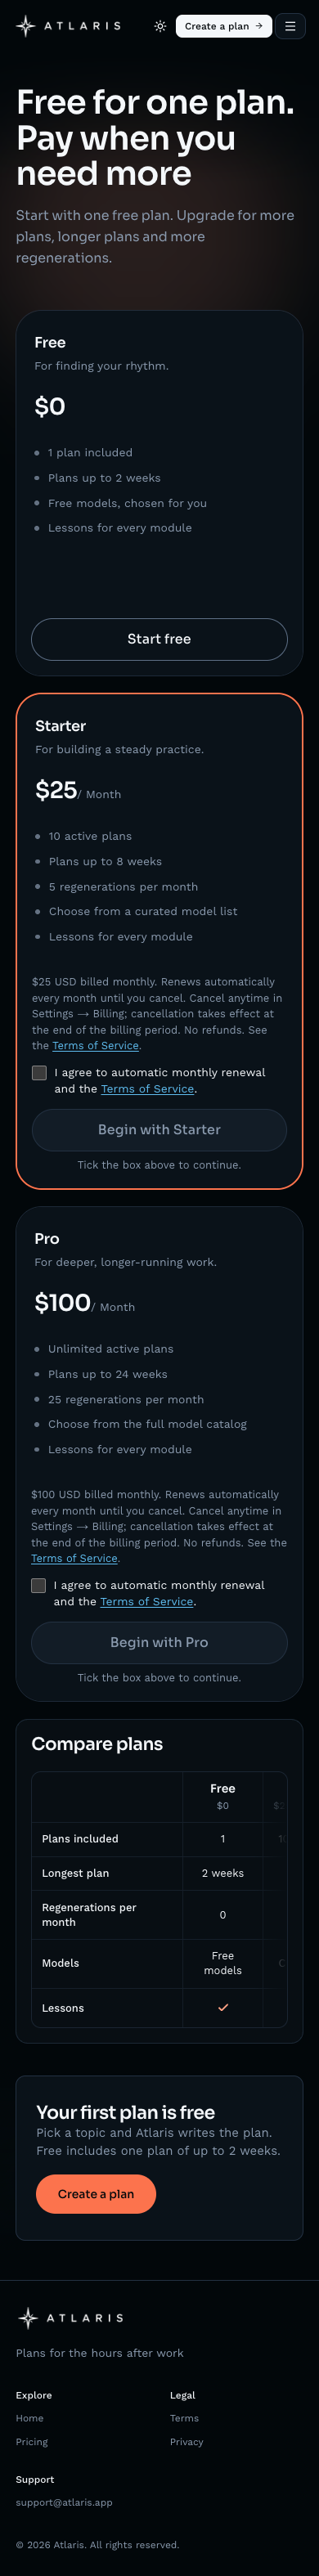 ATLARIS
Create a plan →
Free for one plan.
Pay when you
need more
Start with one free plan. Upgrade for more
plans, longer plans and more
regenerations.
Free
For finding your rhythm.
$0
1 plan included
Plans up to 2 weeks
Free models, chosen for you
Lessons for every module
Start free
Starter
For building a steady practice.
$25/ Month
10 active plans
Plans up to 8 weeks
5 regenerations per month
Choose from a curated model list
Lessons for every module
$25 USD billed monthly. Renews automatically
every month until you cancel. Cancel anytime in
Settings → Billing; cancellation takes effect at
the end of the billing period. No refunds. See
the Terms of Service.
I agree to automatic monthly renewal
and the Terms of Service.
Begin with Starter
Tick the box above to continue.
Pro
For deeper, longer-running work.
$100/ Month
Unlimited active plans
Plans up to 24 weeks
25 regenerations per month
Choose from the full model catalog
Lessons for every module
$100 USD billed monthly. Renews automatically
every month until you cancel. Cancel anytime in
Settings → Billing; cancellation takes effect at
the end of the billing period. No refunds. See the
Terms of Service.
I agree to automatic monthly renewal
and the Terms of Service.
Begin with Pro
Tick the box above to continue.
Compare plans
Free
$0
Plans included 1
Longest plan 2 weeks
Regenerations per
month 0
Models Free
models
Lessons
Your first plan is free
Pick a topic and Atlaris writes the plan.
Free includes one plan of up to 2 weeks.
Create a plan
ATLARIS
Plans for the hours after work
Explore Legal
Home Terms
Pricing Privacy
Support
support@atlaris.app
© 2026 Atlaris. All rights reserved.